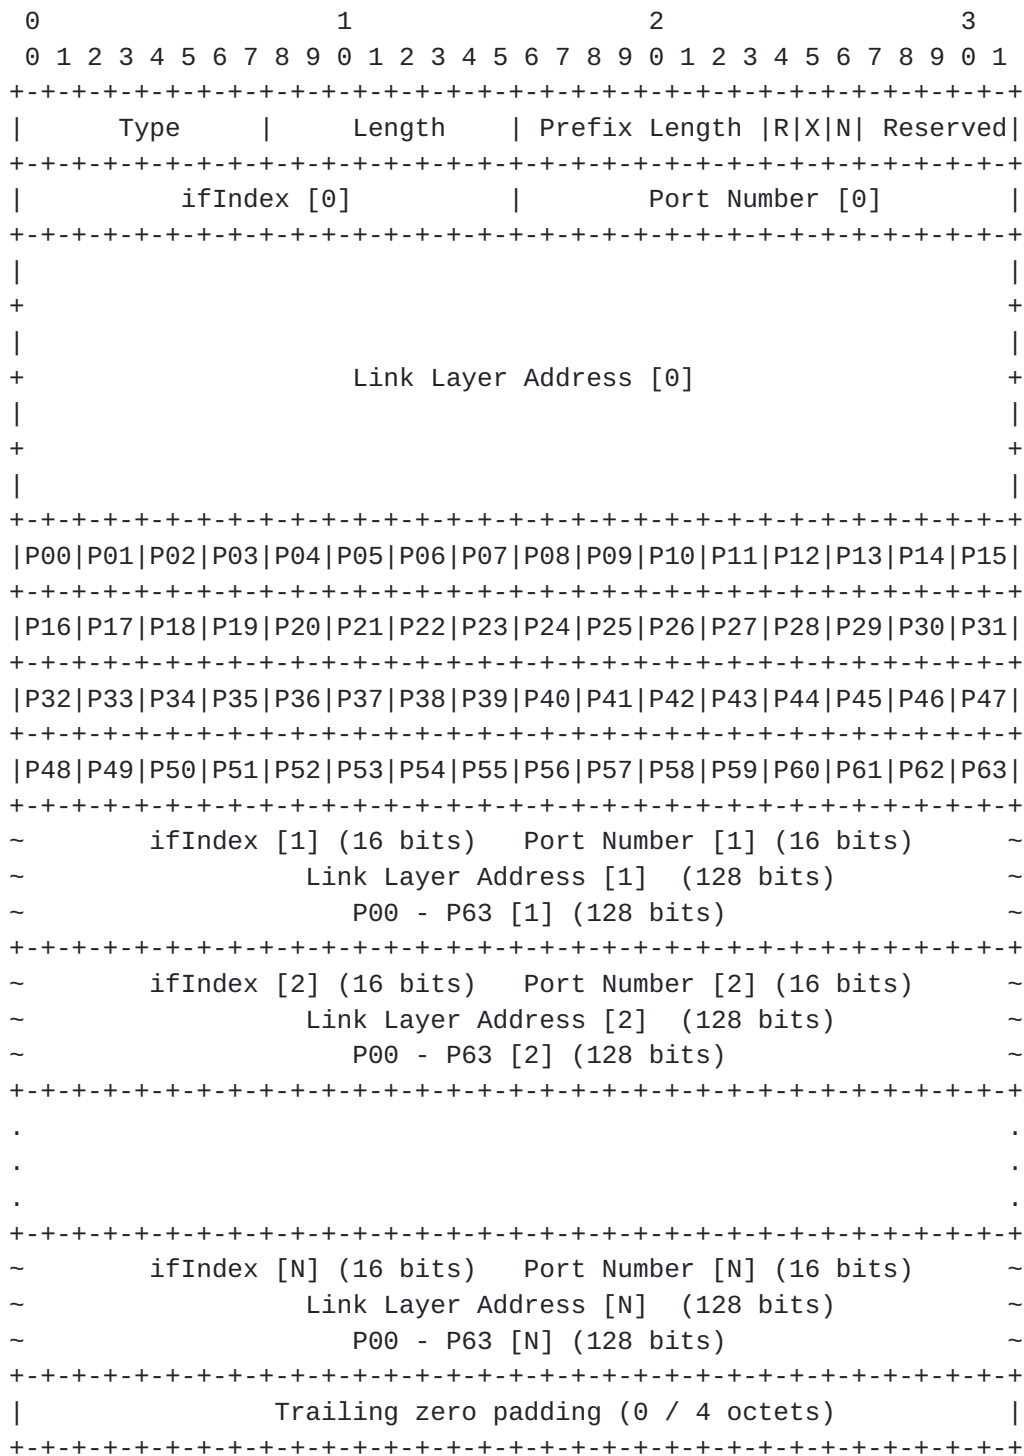 0                   1                   2                   3
 0 1 2 3 4 5 6 7 8 9 0 1 2 3 4 5 6 7 8 9 0 1 2 3 4 5 6 7 8 9 0 1
+-+-+-+-+-+-+-+-+-+-+-+-+-+-+-+-+-+-+-+-+-+-+-+-+-+-+-+-+-+-+-+-+
|      Type     |     Length    | Prefix Length |R|X|N| Reserved|
+-+-+-+-+-+-+-+-+-+-+-+-+-+-+-+-+-+-+-+-+-+-+-+-+-+-+-+-+-+-+-+-+
|          ifIndex [0]          |        Port Number [0]        |
+-+-+-+-+-+-+-+-+-+-+-+-+-+-+-+-+-+-+-+-+-+-+-+-+-+-+-+-+-+-+-+-+
|                                                               |
+                                                               +
|                                                               |
+                     Link Layer Address [0]                    +
|                                                               |
+                                                               +
|                                                               |
+-+-+-+-+-+-+-+-+-+-+-+-+-+-+-+-+-+-+-+-+-+-+-+-+-+-+-+-+-+-+-+-+
|P00|P01|P02|P03|P04|P05|P06|P07|P08|P09|P10|P11|P12|P13|P14|P15|
+-+-+-+-+-+-+-+-+-+-+-+-+-+-+-+-+-+-+-+-+-+-+-+-+-+-+-+-+-+-+-+-+
|P16|P17|P18|P19|P20|P21|P22|P23|P24|P25|P26|P27|P28|P29|P30|P31|
+-+-+-+-+-+-+-+-+-+-+-+-+-+-+-+-+-+-+-+-+-+-+-+-+-+-+-+-+-+-+-+-+
|P32|P33|P34|P35|P36|P37|P38|P39|P40|P41|P42|P43|P44|P45|P46|P47|
+-+-+-+-+-+-+-+-+-+-+-+-+-+-+-+-+-+-+-+-+-+-+-+-+-+-+-+-+-+-+-+-+
|P48|P49|P50|P51|P52|P53|P54|P55|P56|P57|P58|P59|P60|P61|P62|P63|
+-+-+-+-+-+-+-+-+-+-+-+-+-+-+-+-+-+-+-+-+-+-+-+-+-+-+-+-+-+-+-+-+
~        ifIndex [1] (16 bits)   Port Number [1] (16 bits)      ~
~                  Link Layer Address [1]  (128 bits)           ~
~                     P00 - P63 [1] (128 bits)                  ~
+-+-+-+-+-+-+-+-+-+-+-+-+-+-+-+-+-+-+-+-+-+-+-+-+-+-+-+-+-+-+-+-+
~        ifIndex [2] (16 bits)   Port Number [2] (16 bits)      ~
~                  Link Layer Address [2]  (128 bits)           ~
~                     P00 - P63 [2] (128 bits)                  ~
+-+-+-+-+-+-+-+-+-+-+-+-+-+-+-+-+-+-+-+-+-+-+-+-+-+-+-+-+-+-+-+-+
.                                                               .
.                                                               .
.                                                               .
+-+-+-+-+-+-+-+-+-+-+-+-+-+-+-+-+-+-+-+-+-+-+-+-+-+-+-+-+-+-+-+-+
~        ifIndex [N] (16 bits)   Port Number [N] (16 bits)      ~
~                  Link Layer Address [N]  (128 bits)           ~
~                     P00 - P63 [N] (128 bits)                  ~
+-+-+-+-+-+-+-+-+-+-+-+-+-+-+-+-+-+-+-+-+-+-+-+-+-+-+-+-+-+-+-+-+
|                Trailing zero padding (0 / 4 octets)           |
+-+-+-+-+-+-+-+-+-+-+-+-+-+-+-+-+-+-+-+-+-+-+-+-+-+-+-+-+-+-+-+-+